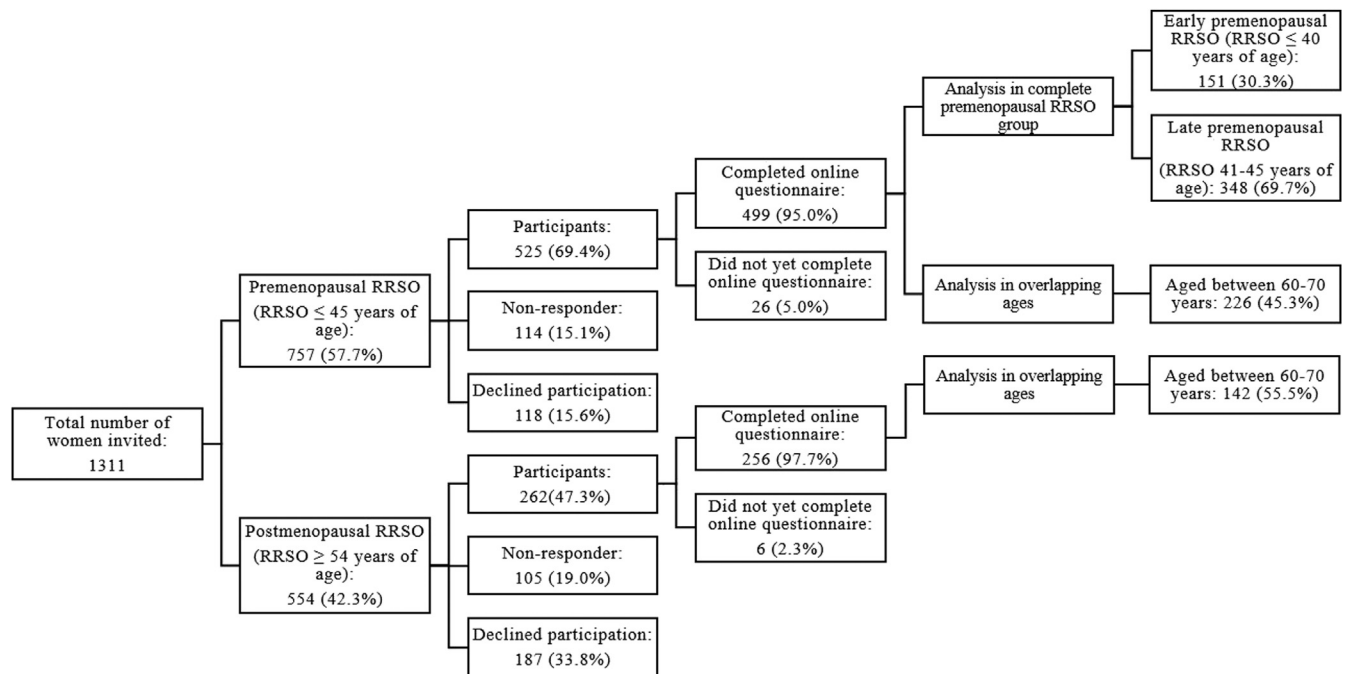 Total number of
women invited:
1311
Premenopausal RRSO
(RRSO ≤ 45 years of
age):
757 (57.7%)
Participants:
525 (69.4%)
Completed online
questionnaire:
499 (95.0%)
Analysis in complete
premenopausal RRSO
group
Early premenopausal
RRSO (RRSO ≤ 40
years of age):
151 (30.3%)
Late premenopausal
RRSO
(RRSO 41-45 years of
age): 348 (69.7%)
Analysis in overlapping
ages
Aged between 60-70
years: 226 (45.3%)
Did not yet complete
online questionnaire:
26 (5.0%)
Non-responder:
114 (15.1%)
Declined participation:
118 (15.6%)
Postmenopausal RRSO
(RRSO ≥ 54 years of
age):
554 (42.3%)
Participants:
262(47.3%)
Completed online
questionnaire:
256 (97.7%)
Analysis in overlapping
ages
Aged between 60-70
years: 142 (55.5%)
Did not yet complete
online questionnaire:
6 (2.3%)
Non-responder:
105 (19.0%)
Declined participation:
187 (33.8%)